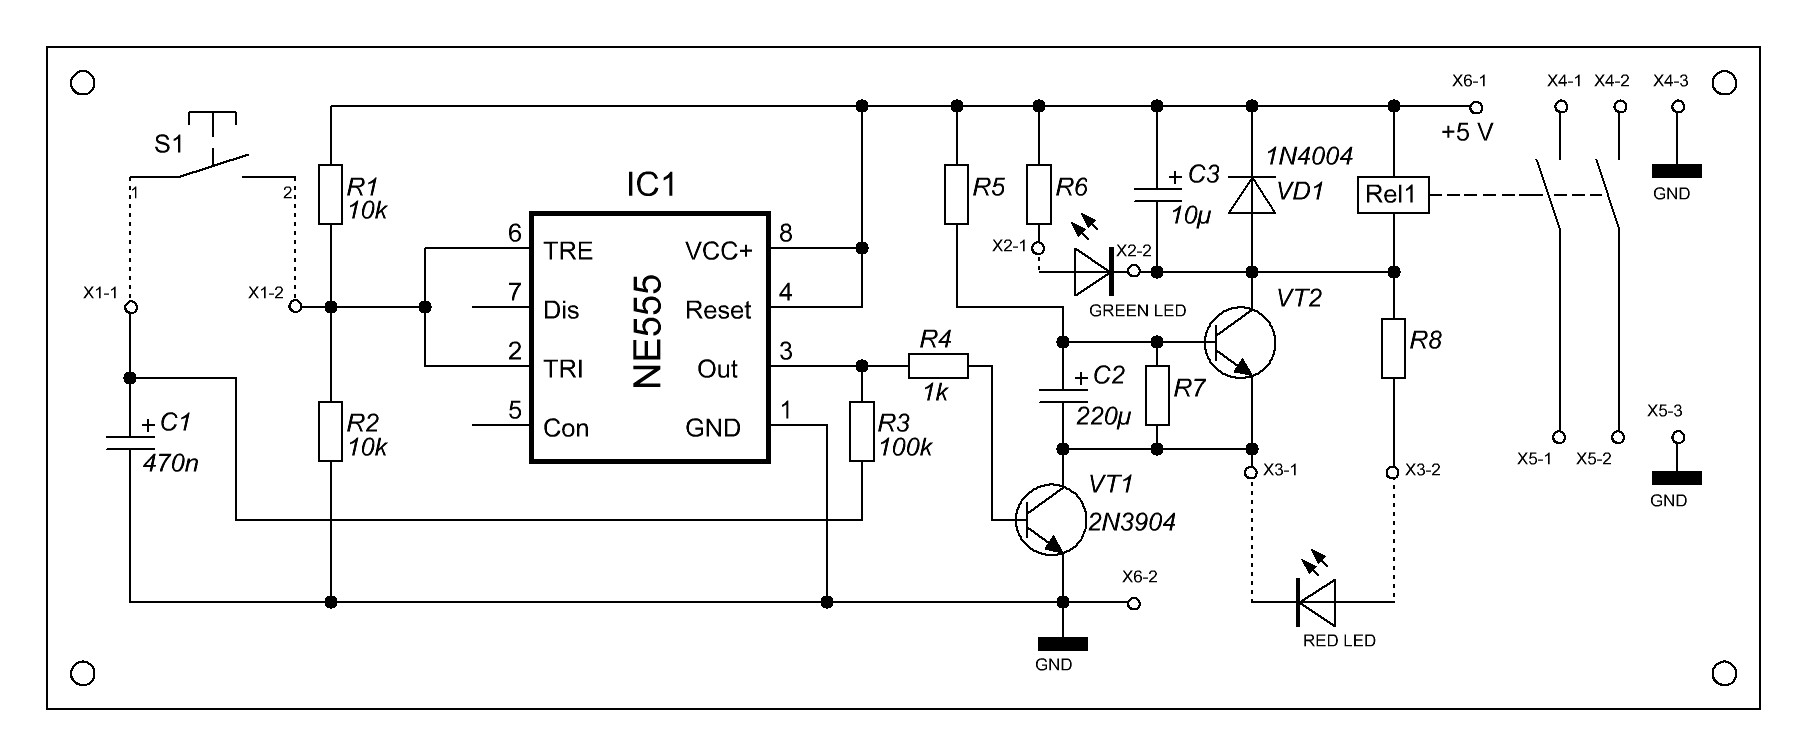 X6-1
X4-1
X4-2
X4-3
+5 V
S1
1
2
R1
10k
IC1
R5
R6
+ C3
10µ
1N4004
VD1
Rel1
GND
X1-1
X1-2
6
TRE
VCC+
8
7
Dis
Reset
4
2
TRI
Out
3
5
Con
GND
1
NE555
X2-1
X2-2
GREEN LED
VT2
R4
1k
+ C2
220µ
R7
R8
+ C1
470n
R2
10k
R3
100k
X5-3
X5-1
X5-2
GND
X3-1
X3-2
VT1
2N3904
X6-2
GND
RED LED